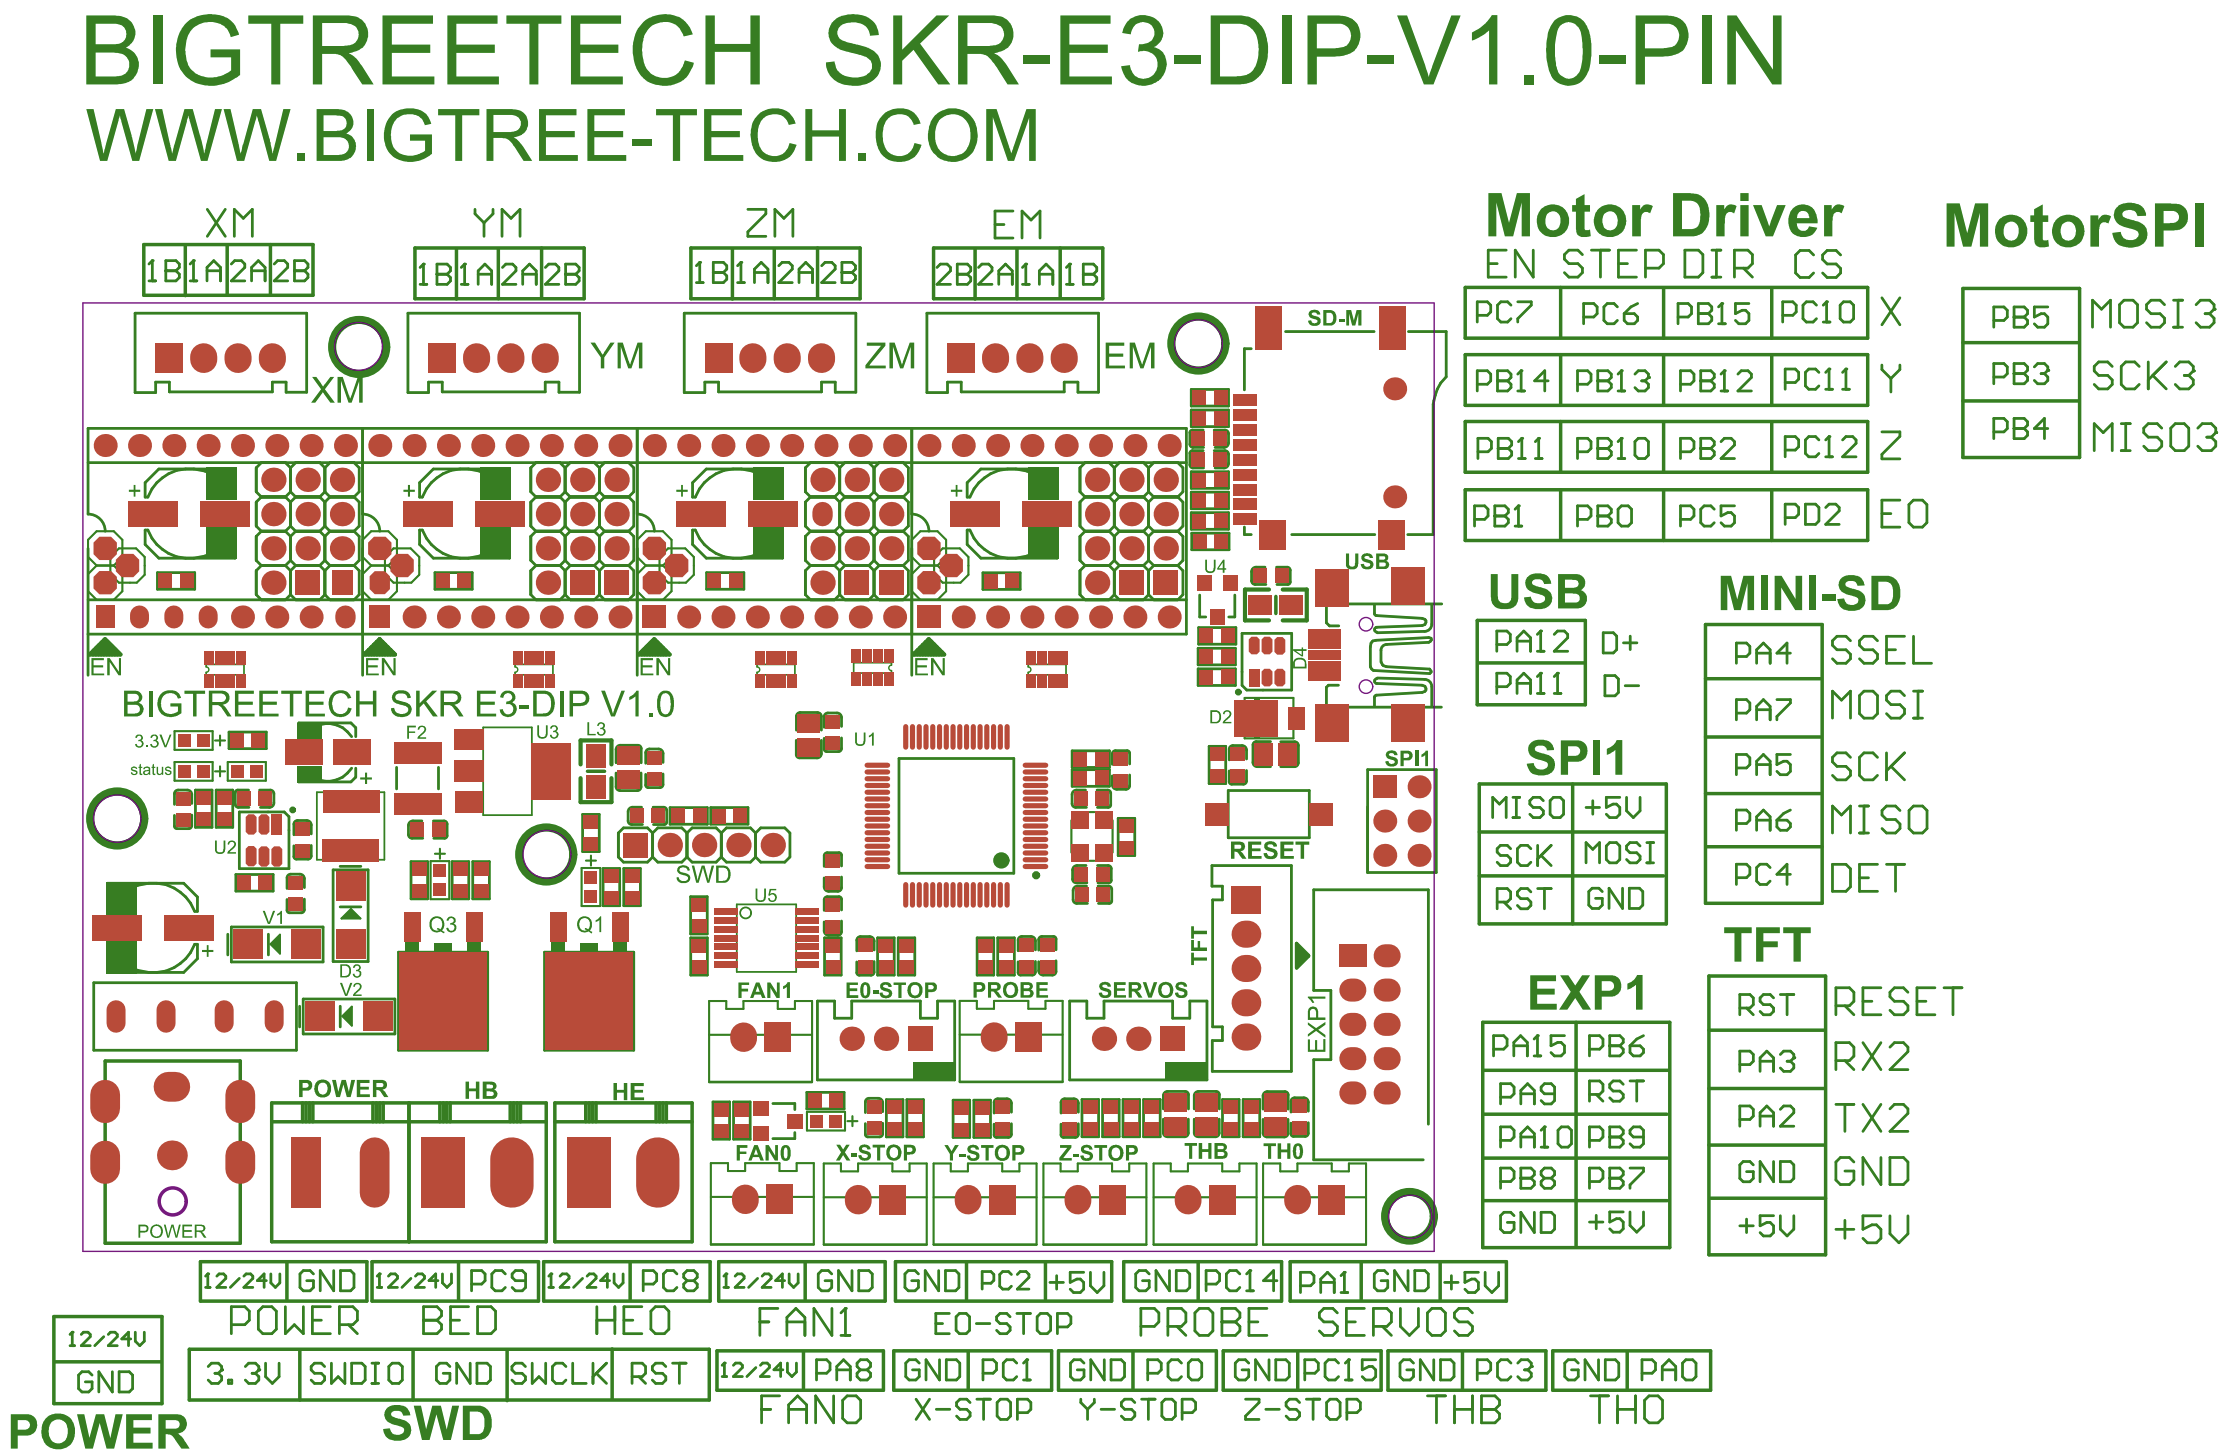 BIGTREETECH SKR-E3-DIP-V1.0-PIN
WWW.BIGTREE-TECH.COM
XM
1B 1A 2A 2B
YM
1B 1A 2A 2B
ZM
1B 1A 2A 2B
EM
2B 2A 1A 1B
XM
YM
ZM
EM
SD-M
+
+
+
+
EN
EN
EN
EN
U4
USB
D4
D2
BIGTREETECH SKR E3-DIP V1.0
3.3V +
status +
+
F2
U3
L3
U1
U2
+
+
SWD
U5
SPI1
RESET
V1
+
D3
V2
Q3
Q1
TFT
EXP1
FAN1
E0-STOP
PROBE
SERVOS
POWER
HB
HE
+
FAN0
X-STOP
Y-STOP
Z-STOP
THB
TH0
POWER
Motor Driver
EN STEP DIR CS
PC7 PC6 PB15 PC10 X
PB14 PB13 PB12 PC11 Y
PB11 PB10 PB2 PC12 Z
PB1 PB0 PC5 PD2 E0
MotorSPI
PB5 MOSI3
PB3 SCK3
PB4 MISO3
USB
PA12 D+
PA11 D-
MINI-SD
PA4 SSEL
PA7 MOSI
PA5 SCK
PA6 MISO
PC4 DET
SPI1
MISO +5V
SCK MOSI
RST GND
EXP1
PA15 PB6
PA9 RST
PA10 PB9
PB8 PB7
GND +5V
TFT
RST RESET
PA3 RX2
PA2 TX2
GND GND
+5V +5V
12/24V GND
POWER
12/24V PC9
BED
12/24V PC8
HE0
12/24V GND
FAN1
GND PC2 +5V
E0-STOP
GND PC14
PROBE
PA1 GND +5V
SERVOS
12/24V
GND
POWER
3.3V SWDIO GND SWCLK RST
SWD
12/24V PA8
FAN0
GND PC1
X-STOP
GND PC0
Y-STOP
GND PC15
Z-STOP
GND PC3
THB
GND PA0
TH0